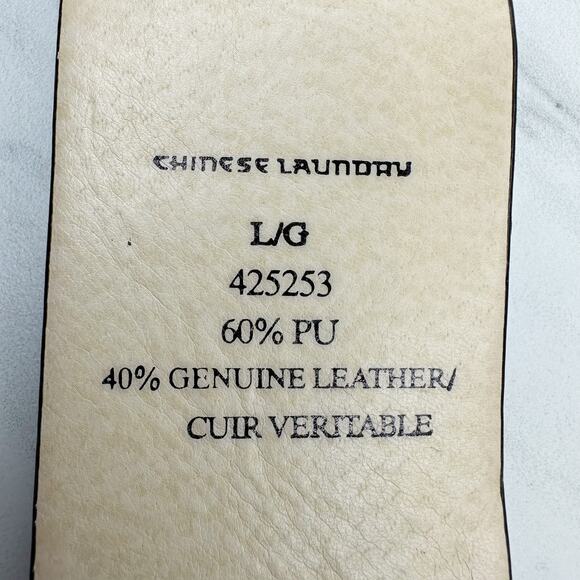 CHINESE LAUNDRY
L/G
425253
60% PU
40% GENUINE LEATHER/
CUIR VERITABLE